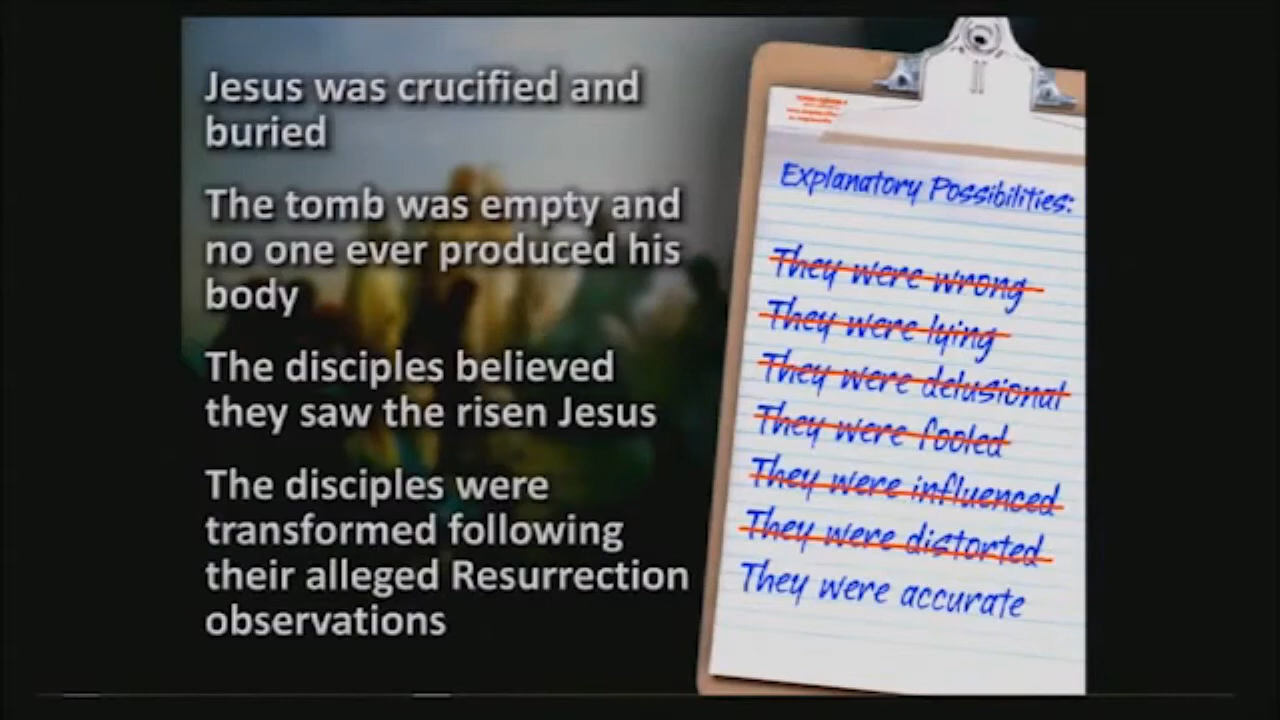 Jesus was crucified and
buried
The tomb was empty and
no one ever produced his
body
The disciples believed
they saw the risen Jesus
The disciples were
transformed following
their alleged Resurrection
observations
Explanatory Possibilities:
They were wrong
They were lying
They were delusional
They were fooled
They were influenced
They were distorted
They were accurate